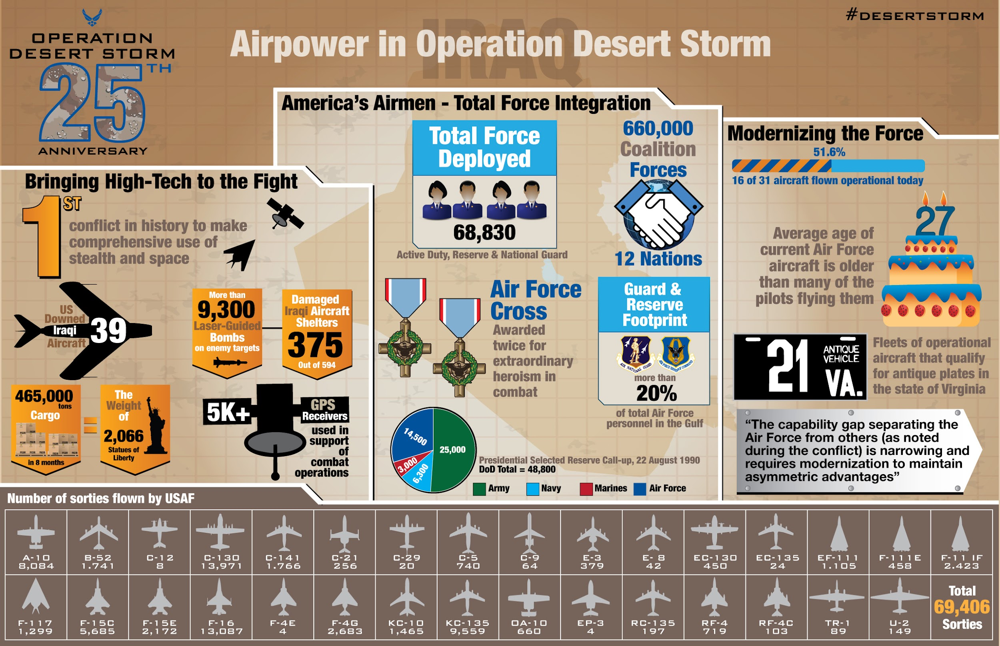 #DESERTSTORM
OPERATION
DESERT STORM
25TH
ANNIVERSARY
IRAQ
Airpower in Operation Desert Storm
Bringing High-Tech to the Fight
1ST
conflict in history to make
comprehensive use of
stealth and space
US
Downed
Iraqi
Aircraft
39
More than
9,300
Laser-Guided
Bombs
on enemy targets
Damaged
Iraqi Aircraft
Shelters
375
Out of 594
465,000
tons
Cargo
in 8 months
=
The
Weight
of
2,066
Statues of
Liberty
5K+
GPS
Receivers
used in
support
of
combat
operations
America's Airmen - Total Force Integration
Total Force
Deployed
68,830
Active Duty, Reserve & National Guard
660,000
Coalition
Forces
12 Nations
Air Force
Cross
Awarded
twice for
extraordinary
heroism in
combat
Guard &
Reserve
Footprint
AIR NATIONAL GUARD
AIR FORCE RESERVE COMMAND
more than
20%
of total Air Force
personnel in the Gulf
14,500
25,000
3,000
6,300
Presidential Selected Reserve Call-up, 22 August 1990
DoD Total = 48,800
Army Navy Marines Air Force
Modernizing the Force
51.6%
16 of 31 aircraft flown operational today
27
Average age of
current Air Force
aircraft is older
than many of the
pilots flying them
21
ANTIQUE
VEHICLE
VA.
Fleets of operational
aircraft that qualify
for antique plates in
the state of Virginia
“The capability gap separating the
Air Force from others (as noted
during the conflict) is narrowing and
requires modernization to maintain
asymmetric advantages”
Number of sorties flown by USAF
A-10 B-52 C-12 C-130 C-141 C-21 C-29 C-5 C-9 E-3 E- 8 EC-130 EC-135 EF-111 F-111E F-11 IF
8,084 1.741 8 13,971 1.766 256 20 740 64 379 42 450 24 1.105 458 2.423
F-117 F-15C F-15E F-16 F-4E F-4G KC-10 KC-135 OA-10 EP-3 RC-135 RF-4 RF-4C TR-1 U-2
1,299 5,685 2,172 13,087 4 2,683 1,465 9,559 660 4 197 719 103 89 149
Total
69,406
Sorties